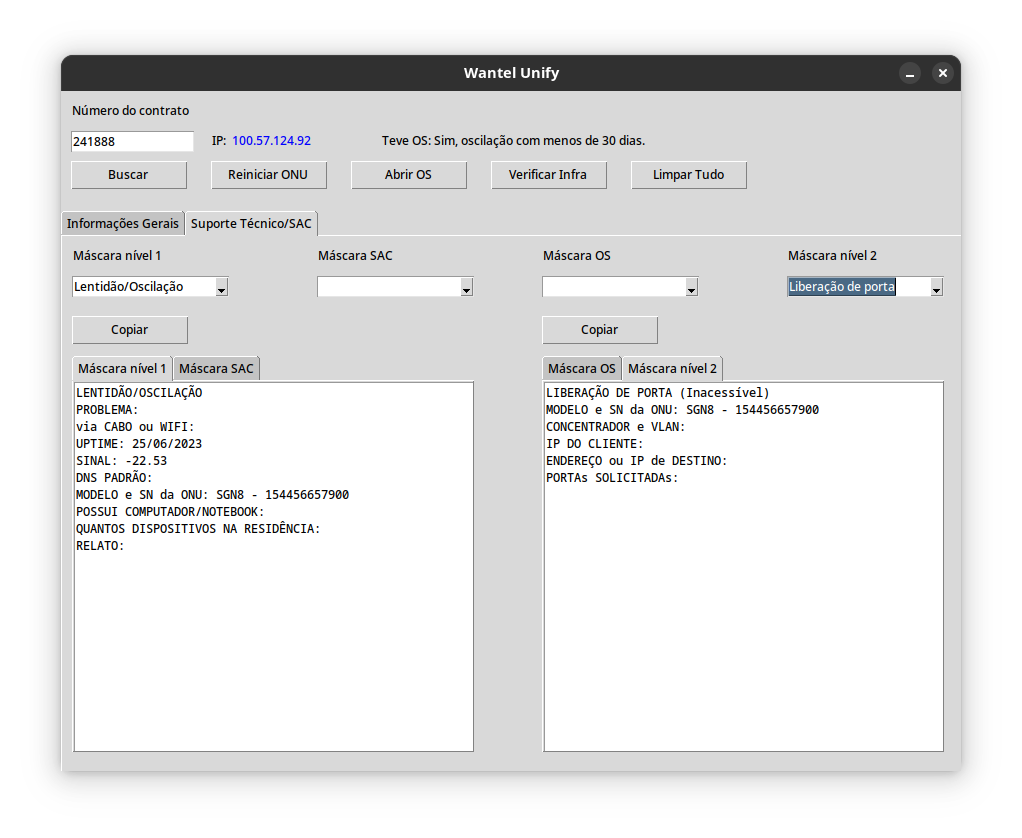 Wantel Unify
Número do contrato
241888
IP: 100.57.124.92
Teve OS: Sim, oscilação com menos de 30 dias.
Buscar
Reiniciar ONU
Abrir OS
Verificar Infra
Limpar Tudo
Informações Gerais
Suporte Técnico/SAC
Máscara nível 1
Máscara SAC
Máscara OS
Máscara nível 2
Lentidão/Oscilação
Liberação de porta
Copiar
Copiar
Máscara nível 1
Máscara SAC
LENTIDÃO/OSCILAÇÃO
PROBLEMA:
via CABO ou WIFI:
UPTIME: 25/06/2023
SINAL: -22.53
DNS PADRÃO:
MODELO e SN da ONU: SGN8 - 154456657900
POSSUI COMPUTADOR/NOTEBOOK:
QUANTOS DISPOSITIVOS NA RESIDÊNCIA:
RELATO:
Máscara OS
Máscara nível 2
LIBERAÇÃO DE PORTA (Inacessível)
MODELO e SN da ONU: SGN8 - 154456657900
CONCENTRADOR e VLAN:
IP DO CLIENTE:
ENDEREÇO ou IP de DESTINO:
PORTAs SOLICITADAs: